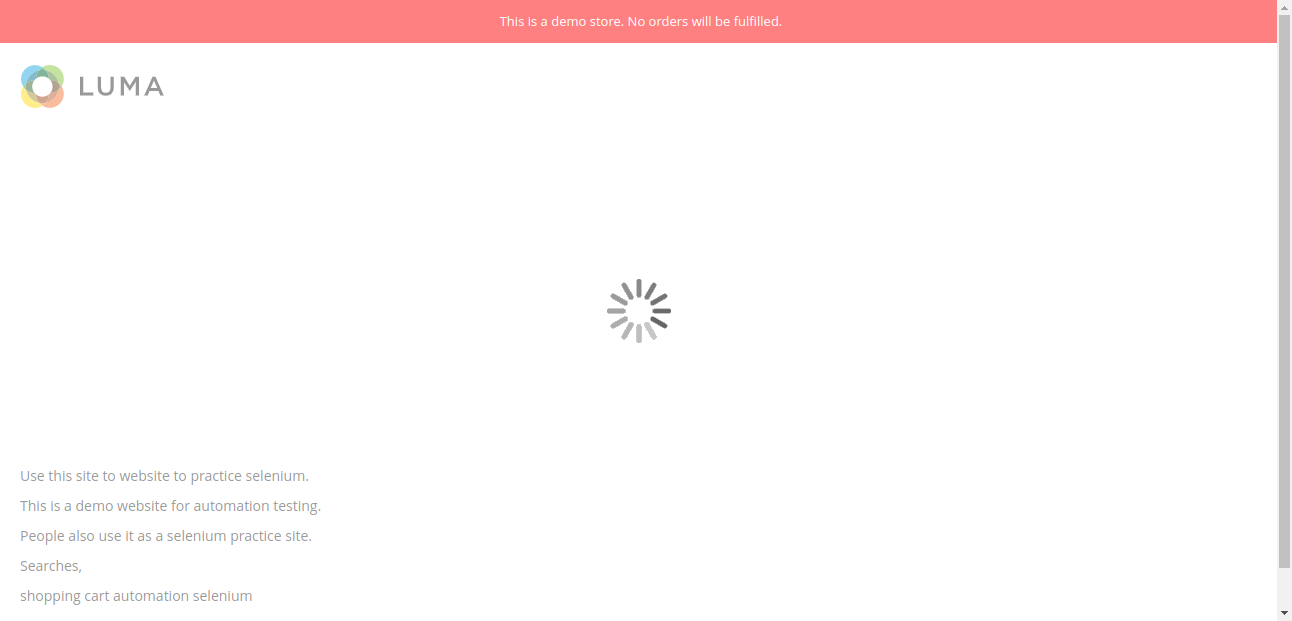 This is a demo store. No orders will be fulfilled.
LUMA
Use this site to website to practice selenium.
This is a demo website for automation testing.
People also use it as a selenium practice site.
Searches,
shopping cart automation selenium